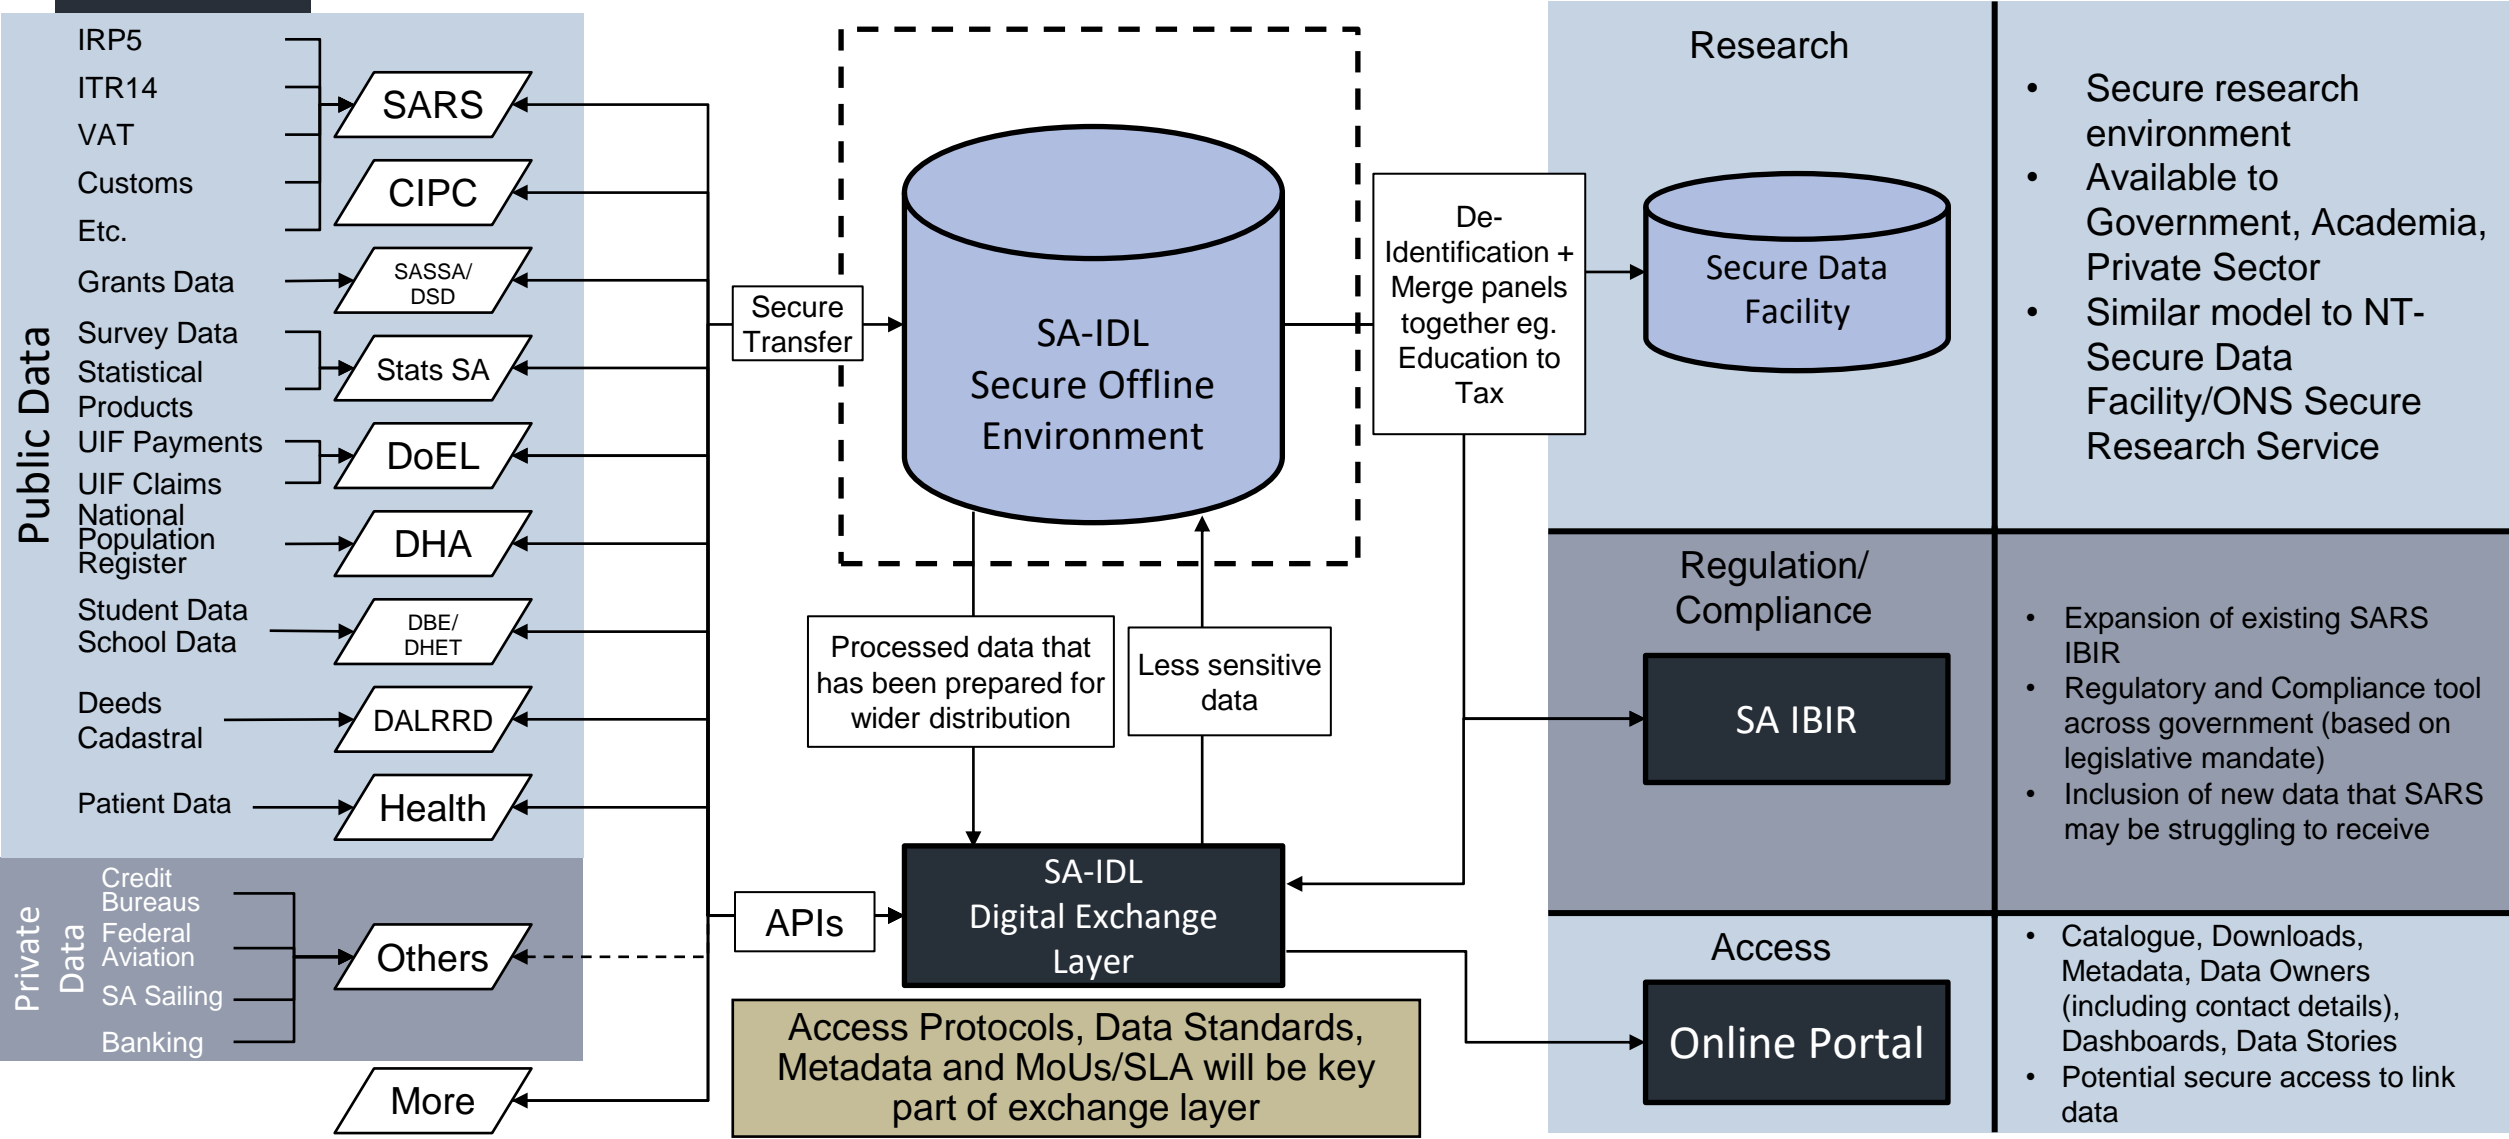 Public Data
IRP5
ITR14
VAT
Customs
Etc.
Grants Data
Survey Data
Statistical
Products
UIF Payments
UIF Claims
National
Population
Register
Student Data
School Data
Deeds
Cadastral
Patient Data
Private
Data
Credit
Bureaus
Federal
Aviation
SA Sailing
Banking
SARS
CIPC
SASSA/
DSD
Stats SA
DoEL
DHA
DBE/
DHET
DALRRD
Health
Others
More
Secure
Transfer
APIs
SA-IDL
Secure Offline
Environment
Processed data that
has been prepared for
wider distribution
Less sensitive
data
SA-IDL
Digital Exchange
Layer
Access Protocols, Data Standards,
Metadata and MoUs/SLA will be key
part of exchange layer
De-
Identification +
Merge panels
together eg.
Education to
Tax
Research
Secure Data
Facility
• Secure research
environment
• Available to
Government, Academia,
Private Sector
• Similar model to NT-
Secure Data
Facility/ONS Secure
Research Service
Regulation/
Compliance
SA IBIR
• Expansion of existing SARS
IBIR
• Regulatory and Compliance tool
across government (based on
legislative mandate)
• Inclusion of new data that SARS
may be struggling to receive
Access
Online Portal
• Catalogue, Downloads,
Metadata, Data Owners
(including contact details),
Dashboards, Data Stories
• Potential secure access to link
data